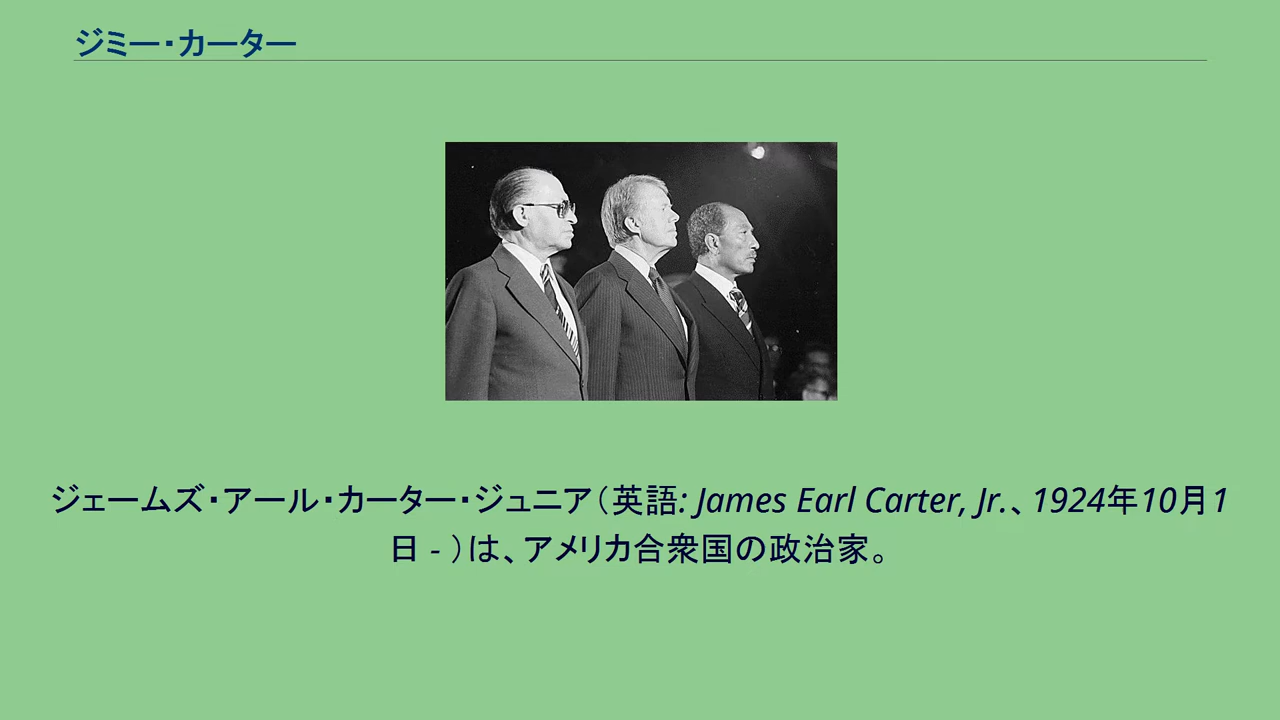 ジミー・カーター
ジェームズ・アール・カーター・ジュニア（英語: James Earl Carter, Jr.、1924年10月1
日 - ）は、アメリカ合衆国の政治家。